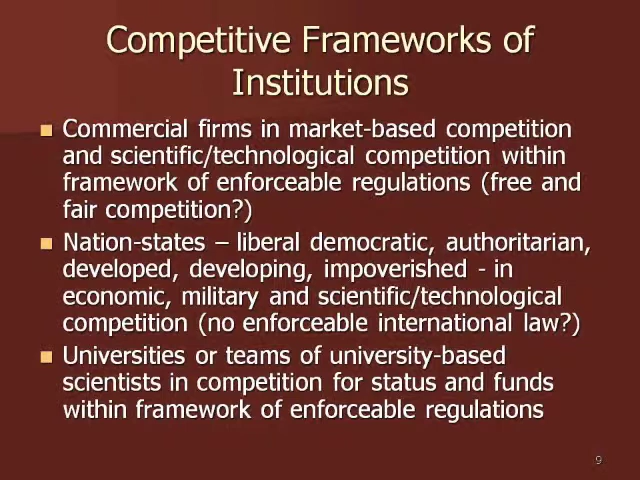 Competitive Frameworks of
Institutions
Commercial firms in market-based competition
and scientific/technological competition within
framework of enforceable regulations (free and
fair competition?)
Nation-states – liberal democratic, authoritarian,
developed, developing, impoverished - in
economic, military and scientific/technological
competition (no enforceable international law?)
Universities or teams of university-based
scientists in competition for status and funds
within framework of enforceable regulations
9